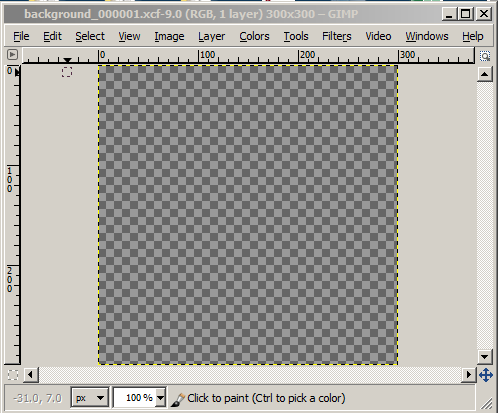 background_000001.xcf-9.0 (RGB, 1 layer) 300x300 – GIMP
File Edit Select View Image Layer Colors Tools Filters Video Windows Help
0 100 200 300
0
100
200
-31.0, 7.0 px 100 % Click to paint (Ctrl to pick a color)